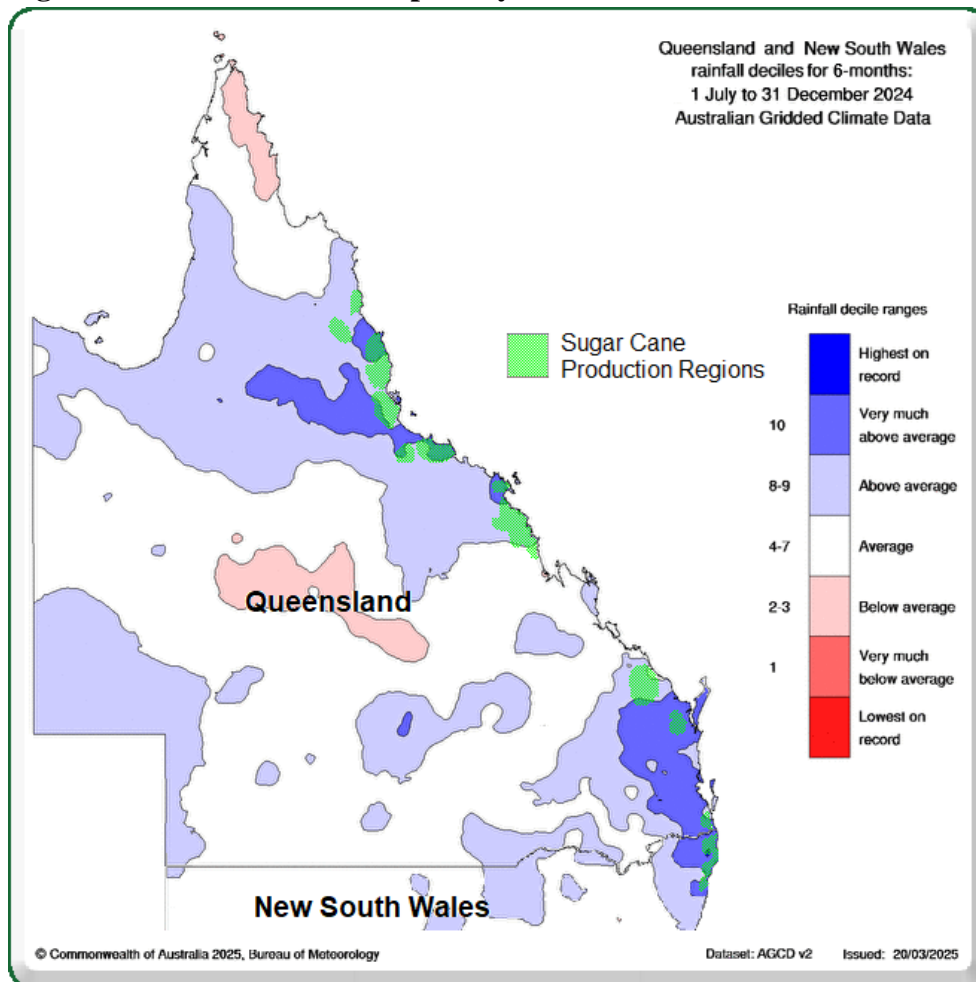 Queensland and New South Wales
rainfall deciles for 6-months:
1 July to 31 December 2024
Australian Gridded Climate Data
Rainfall decile ranges
Sugar Cane
Production Regions
Highest on
record
10
Very much
above average
8-9
Above average
4-7
Average
2-3
Below average
1
Very much
below average
Lowest on
record
Queensland
New South Wales
© Commonwealth of Australia 2025, Bureau of Meteorology
Dataset: AGCD v2
Issued: 20/03/2025